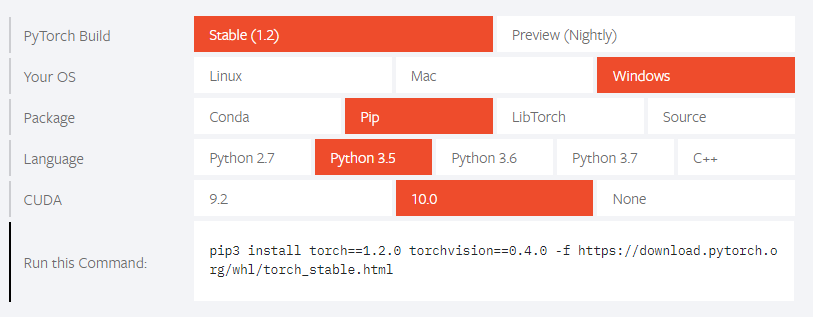 PyTorch Build Stable (1.2) Preview (Nightly)
Your OS Linux Mac Windows
Package Conda Pip LibTorch Source
Language Python 2.7 Python 3.5 Python 3.6 Python 3.7 C++
CUDA 9.2 10.0 None
Run this Command:
pip3 install torch==1.2.0 torchvision==0.4.0 -f https://download.pytorch.o
rg/whl/torch_stable.html